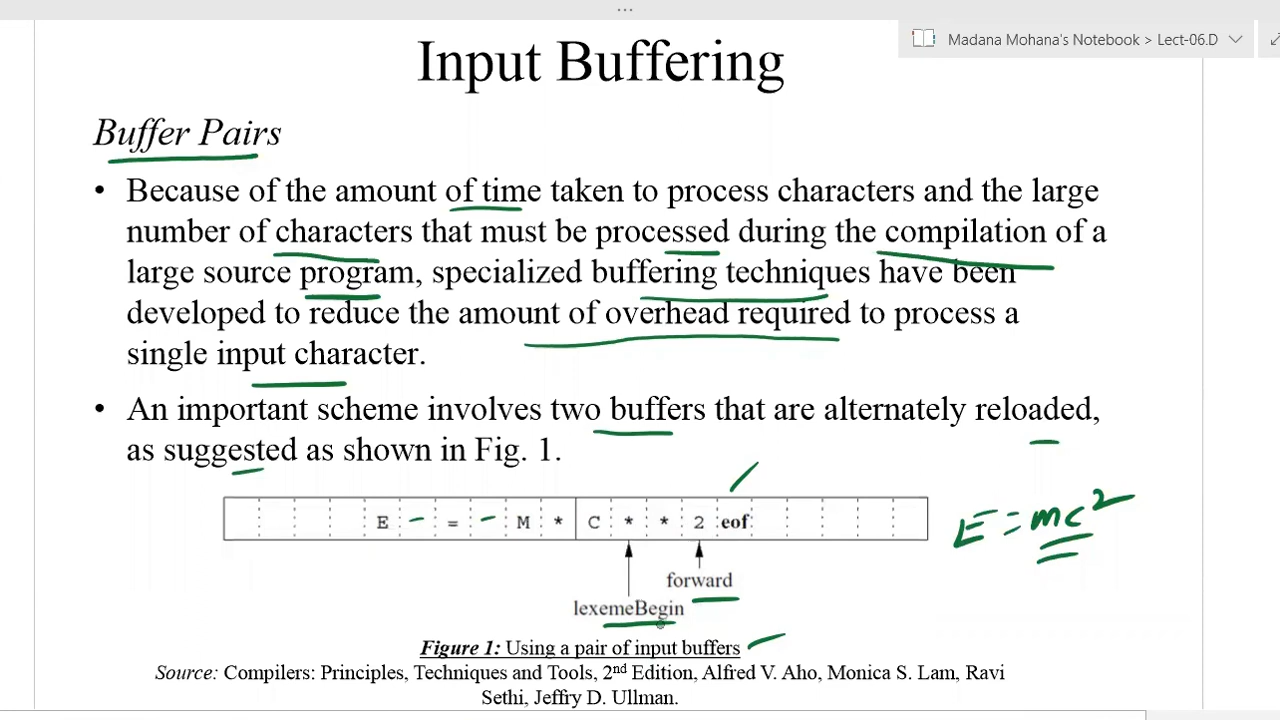 Madana Mohana's Notebook > Lect-06.D
Input Buffering
Buffer Pairs
• Because of the amount of time taken to process characters and the large
number of characters that must be processed during the compilation of a
large source program, specialized buffering techniques have been
developed to reduce the amount of overhead required to process a
single input character.
• An important scheme involves two buffers that are alternately reloaded,
as suggested as shown in Fig. 1.
E - = - M * C * * 2 eof
E = mc²
forward
lexemeBegin
Figure 1: Using a pair of input buffers
Source: Compilers: Principles, Techniques and Tools, 2nd Edition, Alfred V. Aho, Monica S. Lam, Ravi
Sethi, Jeffry D. Ullman.